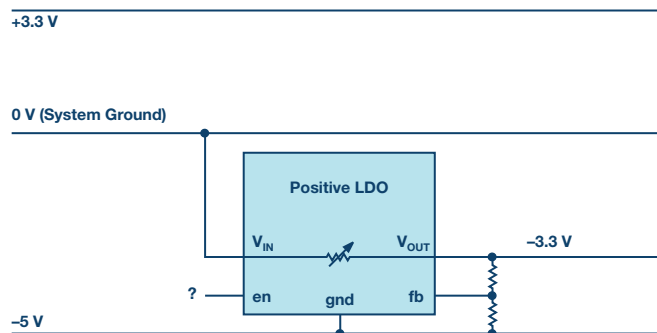 +3.3 V
0 V (System Ground)
Positive LDO
VIN
VOUT
–3.3 V
?
en
gnd
fb
–5 V